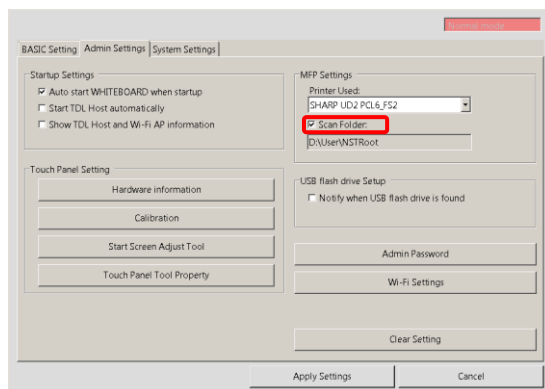 Normal mode
BASIC Setting
Admin Settings
System Settings
Startup Settings
Auto start WHITEBOARD when startup
Start TDL Host automatically
Show TDL Host and Wi-Fi AP information
Touch Panel Setting
Hardware information
Calibration
Start Screen Adjust Tool
Touch Panel Tool Property
MFP Settings
Printer Used:
SHARP UD2 PCL6_FS2
Scan Folder:
D:\User\NSTRoot
USB flash drive Setup
Notify when USB flash drive is found
Admin Password
Wi-Fi Settings
Clear Setting
Apply Settings
Cancel